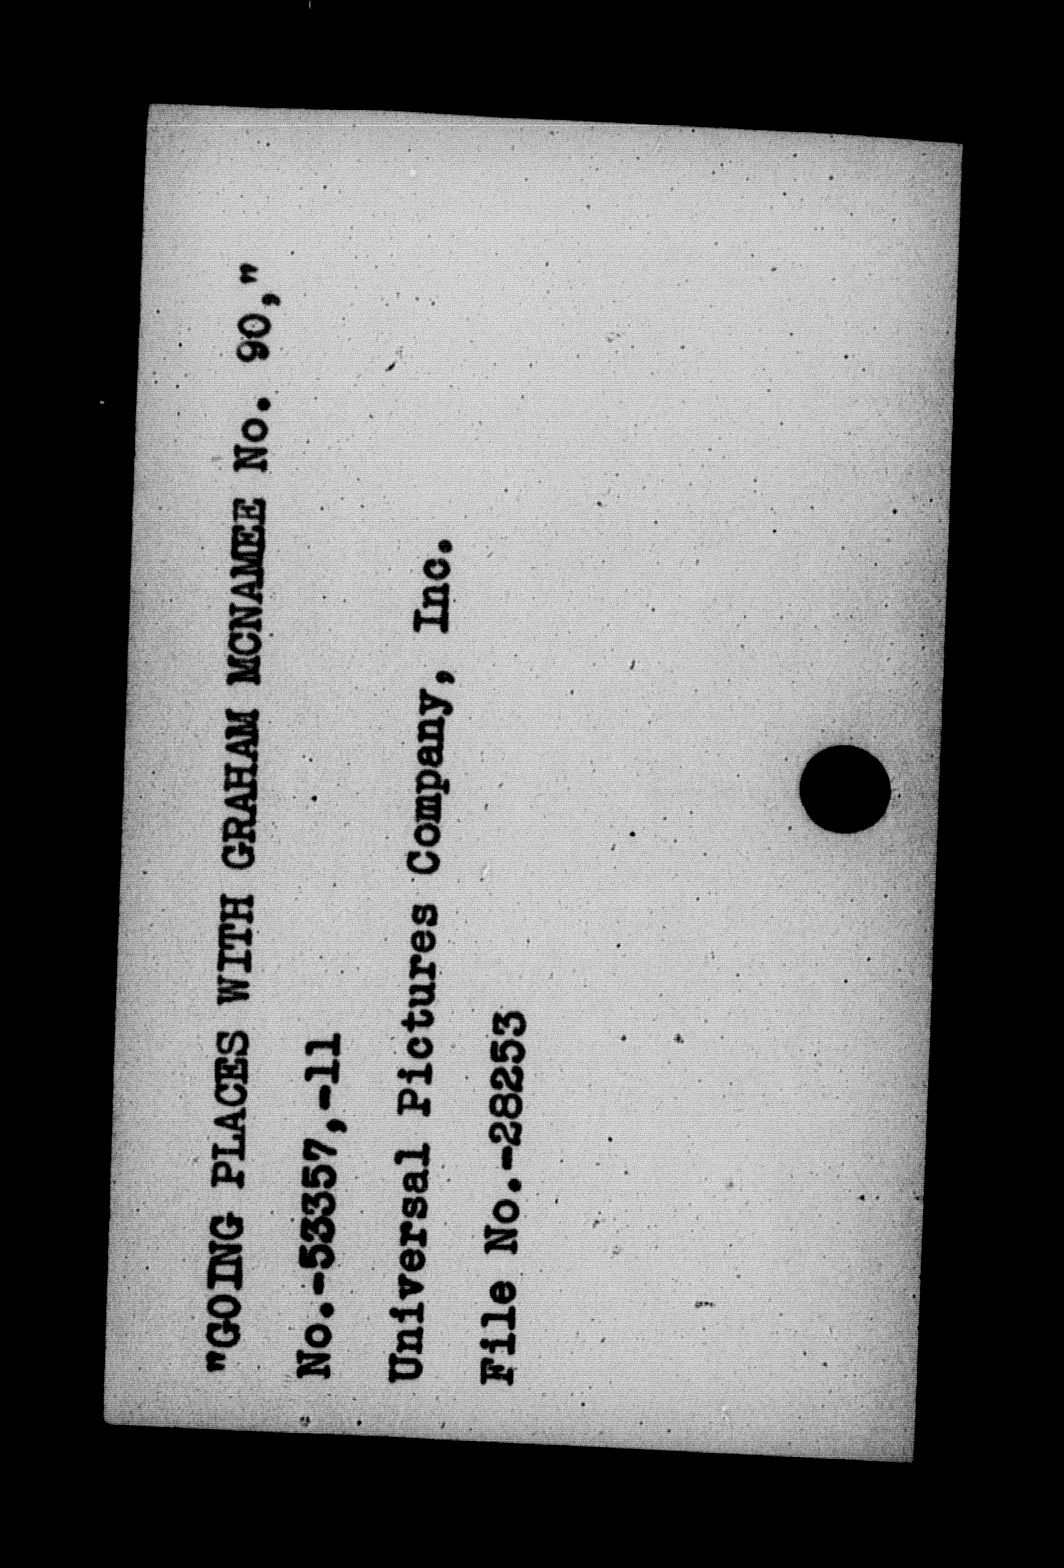 "GOING PLACES WITH GRAHAM MCNAMEE No. 90,"
No.-53357,-11
Universal Pictures Company, Inc.
File No.-28253